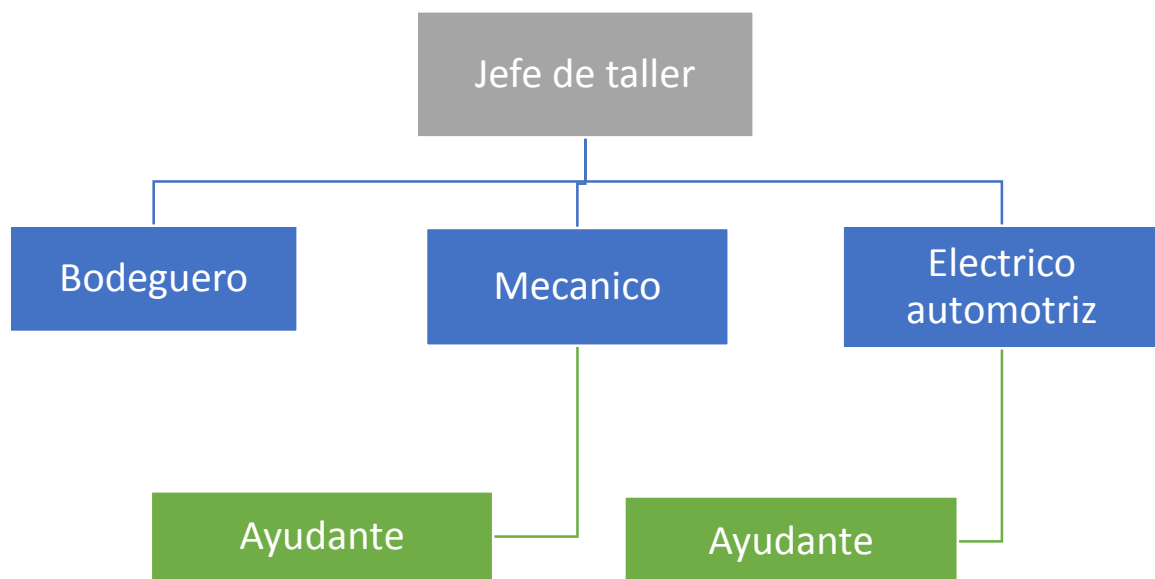 Jefe de taller
Bodeguero
Mecanico
Electrico
automotriz
Ayudante
Ayudante